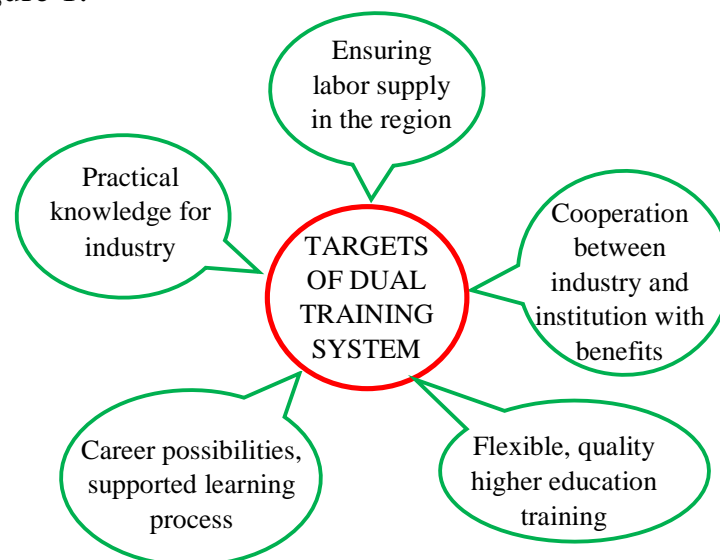 Ensuring
labor supply
in the region
Practical
knowledge for
industry
TARGETS
OF DUAL
TRAINING
SYSTEM
Cooperation
between
industry and
institution with
benefits
Career possibilities,
supported learning
process
Flexible, quality
higher education
training